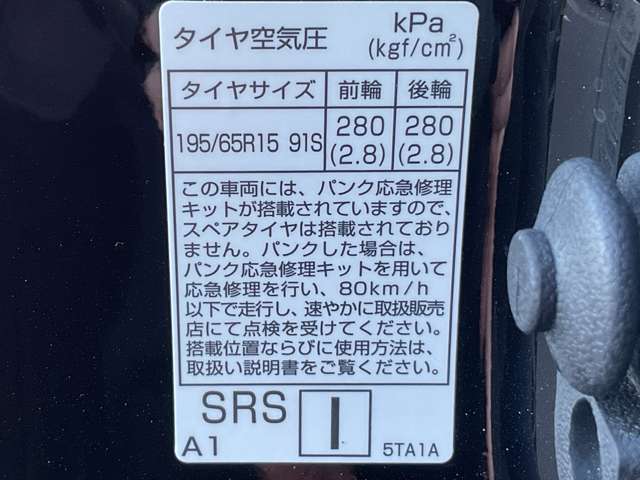 タイヤ空気圧 kPa
(kgf/cm²)
タイヤサイズ 前輪 後輪
195/65R15 91S 280 280
(2.8) (2.8)
この車両には、パンク応急修理
キットが搭載されていますので、
スペアタイヤは搭載されており
ません。パンクした場合は、
パンク応急修理キットを用いて
応急修理を行い、80km/h
以下で走行し、速やかに取扱販売
店にて点検を受けてください。
搭載位置ならびに使用方法は、
取扱い説明書をご覧ください。
SRS I
A1 5TA1A